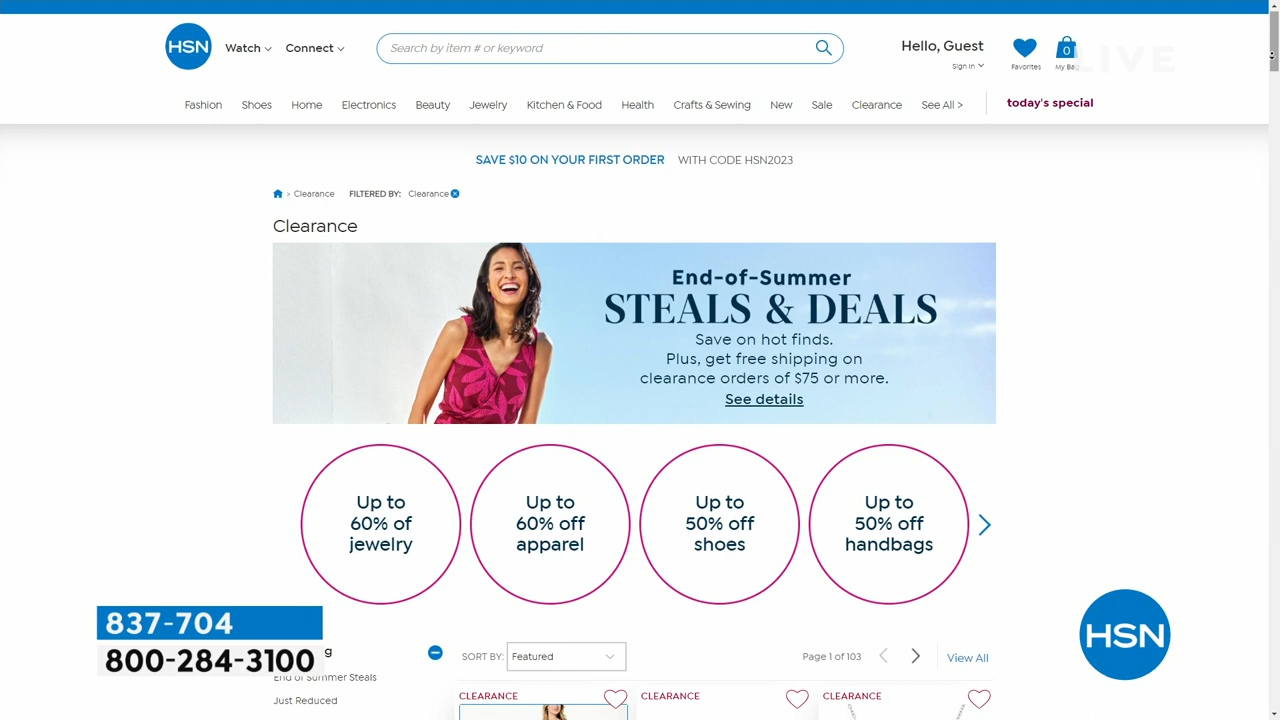 HSN
Watch
Connect
Search by item # or keyword
Hello, Guest
Sign In
Favorites
0
My Bag
LIVE
Fashion
Shoes
Home
Electronics
Beauty
Jewelry
Kitchen & Food
Health
Crafts & Sewing
New
Sale
Clearance
See All >
today's special
SAVE $10 ON YOUR FIRST ORDER WITH CODE HSN2023
> Clearance FILTERED BY: Clearance
Clearance
End-of-Summer
STEALS & DEALS
Save on hot finds.
Plus, get free shipping on
clearance orders of $75 or more.
See details
Up to
60% of
jewelry
Up to
60% off
apparel
Up to
50% off
shoes
Up to
50% off
handbags
837-704
800-284-3100
HSN
SORT BY: Featured
Page 1 of 103
View All
End of Summer Steals
Just Reduced
CLEARANCE
CLEARANCE
CLEARANCE